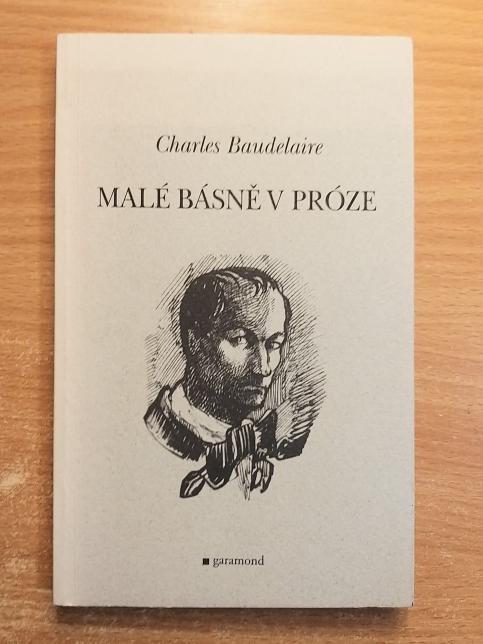 Charles Baudelaire
MALÉ BÁSNĚ V PRÓZE
garamond